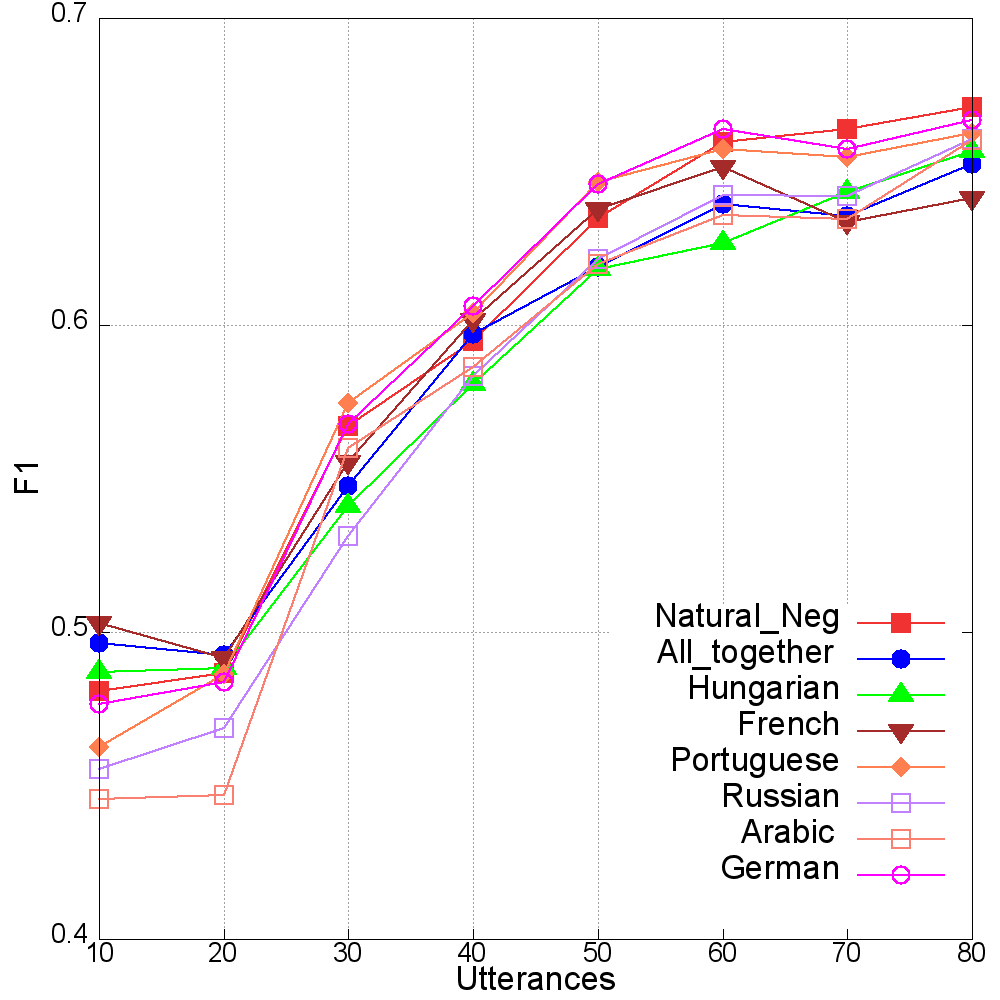 0.7
0.6
0.5
0.4
F1
Natural_Neg
All_together
Hungarian
French
Portuguese
Russian
Arabic
German
10 20 30 40 50 60 70 80
Utterances